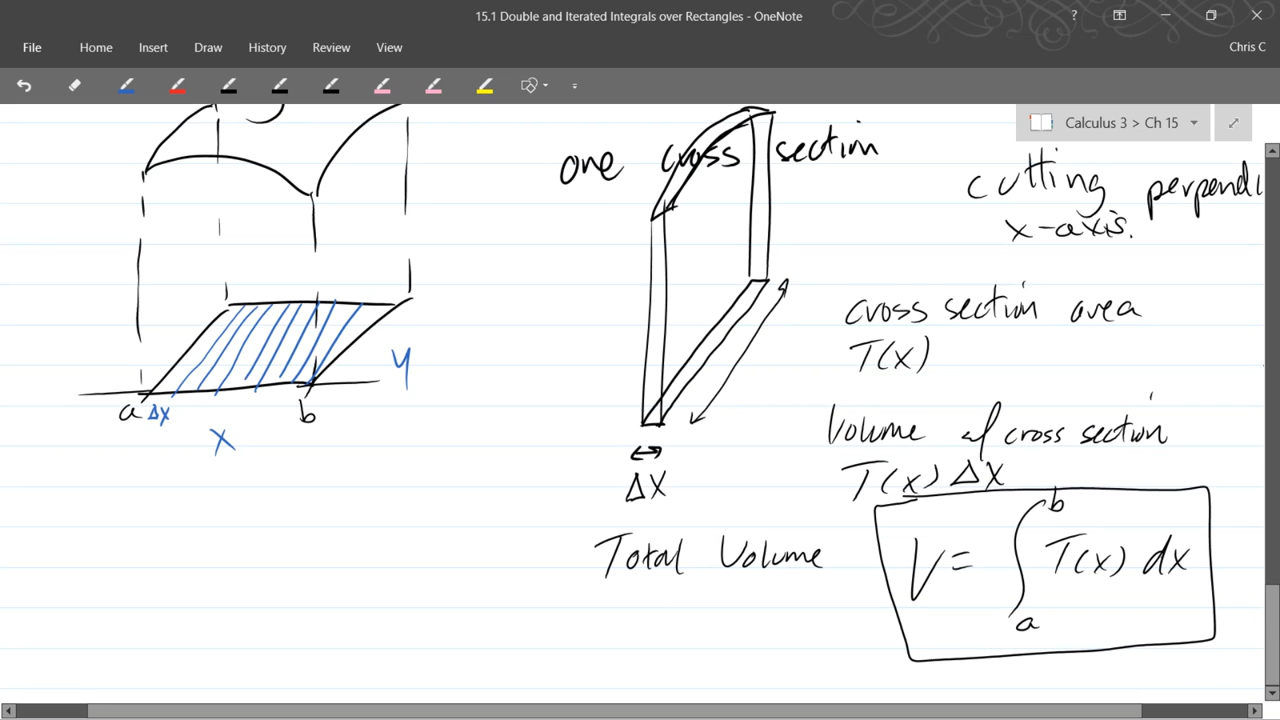 15.1 Double and Iterated Integrals over Rectangles - OneNote
?
File Home Insert Draw History Review View
Chris C
Calculus 3 > Ch 15
one cross section
cutting perpendi
x-axis.
cross section area
T(x)
y
a Δx b
x
Volume of cross section
T(x) Δx
Δx
Total Volume
V = ∫_a^b T(x) dx